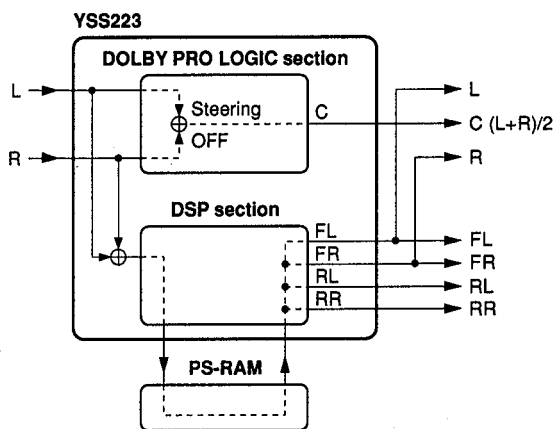 YSS223
DOLBY PRO LOGIC section
L
Steering
OFF
C
R
L
C (L+R)/2
R
DSP section
FL
FR
RL
RR
FL
FR
RL
RR
PS-RAM